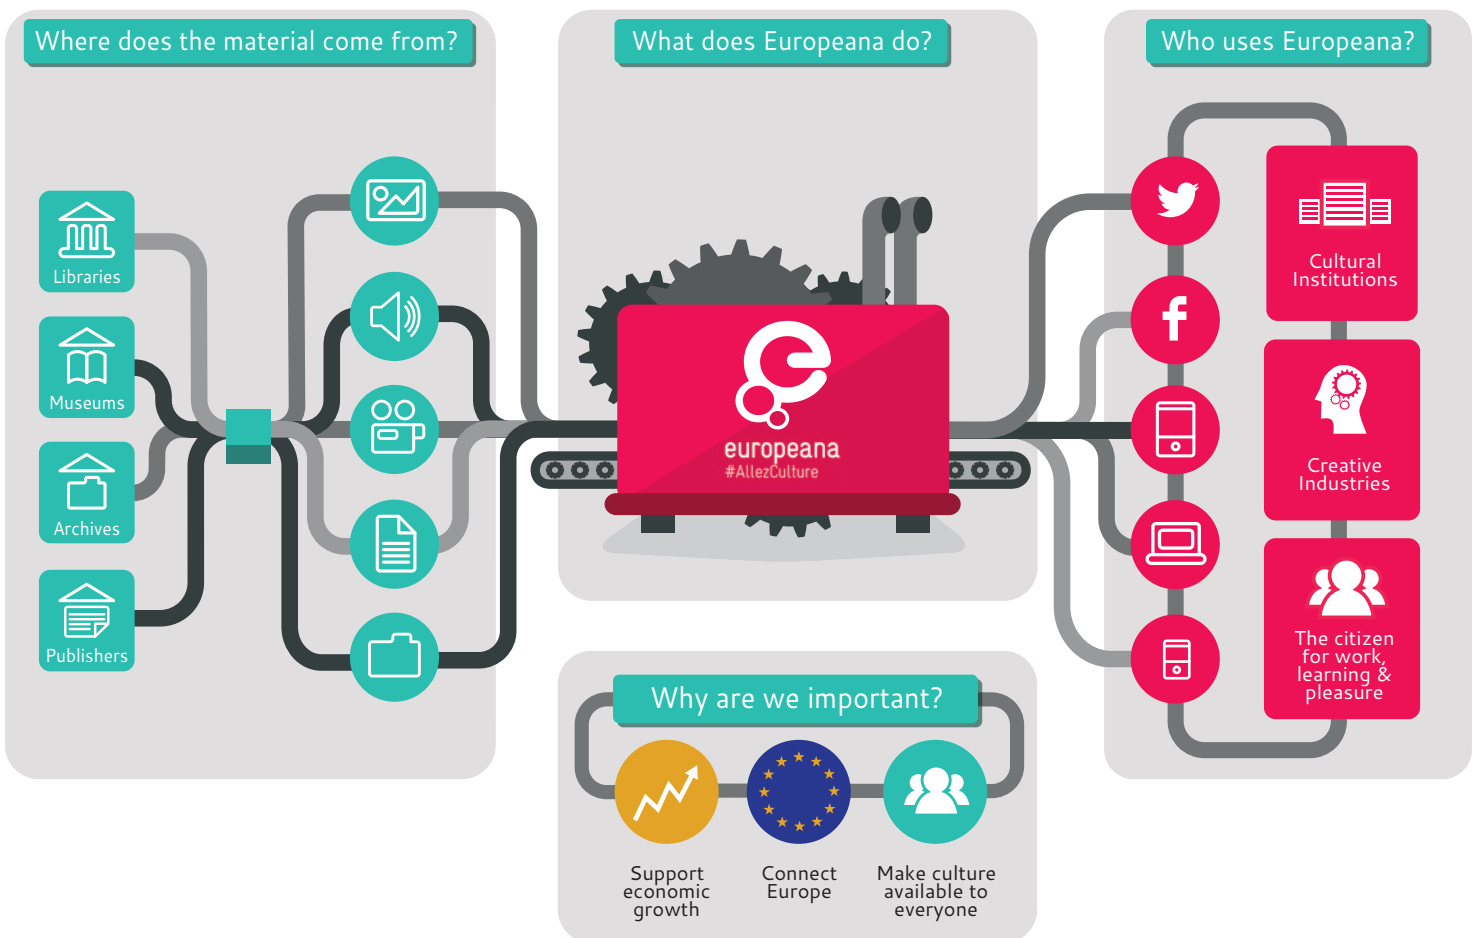 Where does the material come from?
Libraries
Museums
Archives
Publishers
What does Europeana do?
europeana
#AllezCulture
Who uses Europeana?
Cultural
Institutions
Creative
Industries
The citizen
for work,
learning &
pleasure
Why are we important?
Support
economic
growth
Connect
Europe
Make culture
available to
everyone